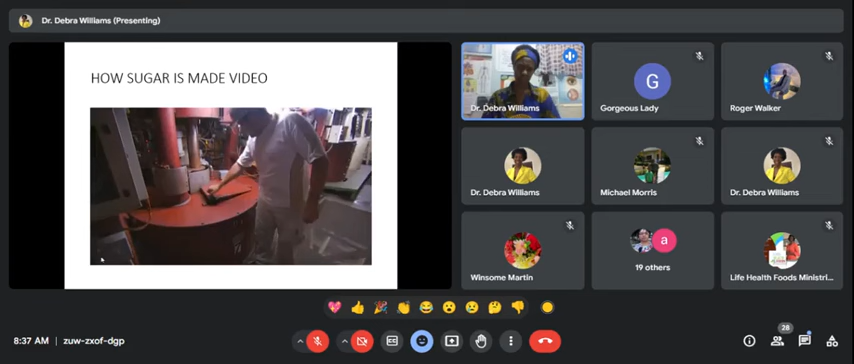 Dr. Debra Williams (Presenting)
HOW SUGAR IS MADE VIDEO
Dr. Debra Williams
G
Gorgeous Lady
Roger Walker
Dr. Debra Williams
Michael Morris
Dr. Debra Williams
Winsome Martin
a
19 others
Life Health Foods Ministri...
8:37 AM | zuw-zxof-dgp
CC
28